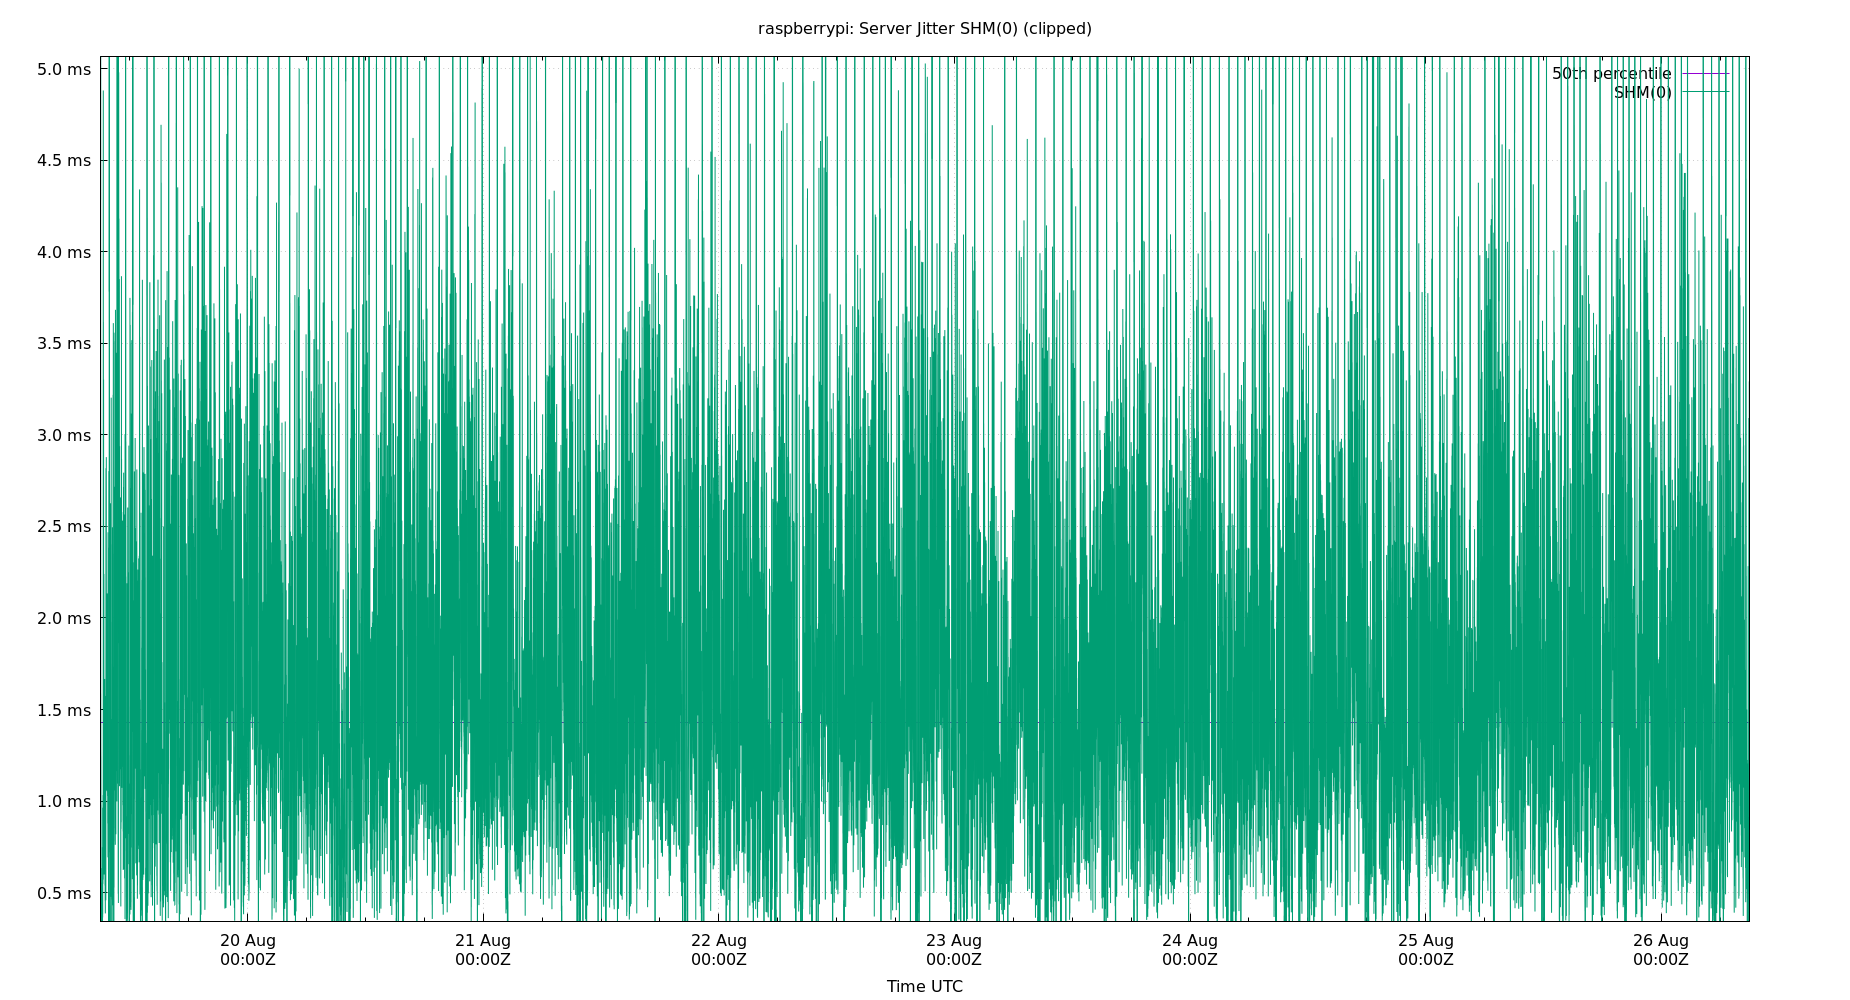 raspberrypi: Server Jitter SHM(0) (clipped)
5.0 ms
50th percentile
SHM(0)
4.5 ms
4.0 ms
3.5 ms
3.0 ms
2.5 ms
2.0 ms
1.5 ms
1.0 ms
0.5 ms
20 Aug 21 Aug 22 Aug 23 Aug 24 Aug 25 Aug 26 Aug
00:00Z 00:00Z 00:00Z 00:00Z 00:00Z 00:00Z 00:00Z
Time UTC